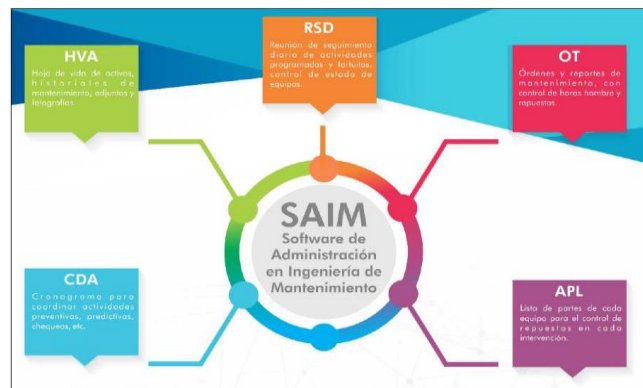 HVA
Hoja de vida de activos,
historiales de
mantenimiento, adjuntos y
fotografías.
RSD
Reunión de seguimiento
diario de actividades
programadas y fortuitas,
control de estado de
equipos.
OT
Órdenes y reportes de
mantenimiento, con
control de horas hombre y
repuestos.
SAIM
Software de
Administración
en Ingeniería de
Mantenimiento
CDA
Cronograma para
coordinar actividades
preventivas, predictivas,
chequeos, etc.
APL
Lista de partes de cada
equipo para el control de
repuestos en cada
intervención.